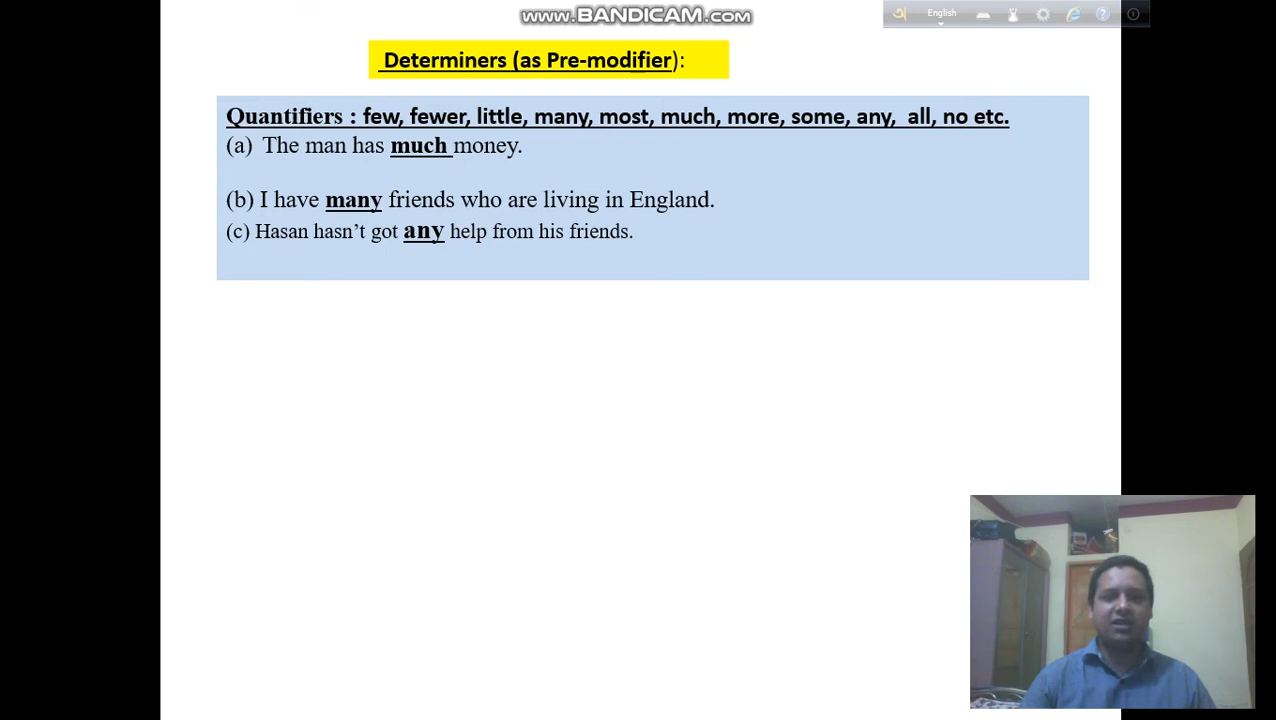 www.BANDICAM.com
English
Determiners (as Pre-modifier):
Quantifiers : few, fewer, little, many, most, much, more, some, any, all, no etc.
(a) The man has much money.
(b) I have many friends who are living in England.
(c) Hasan hasn't got any help from his friends.